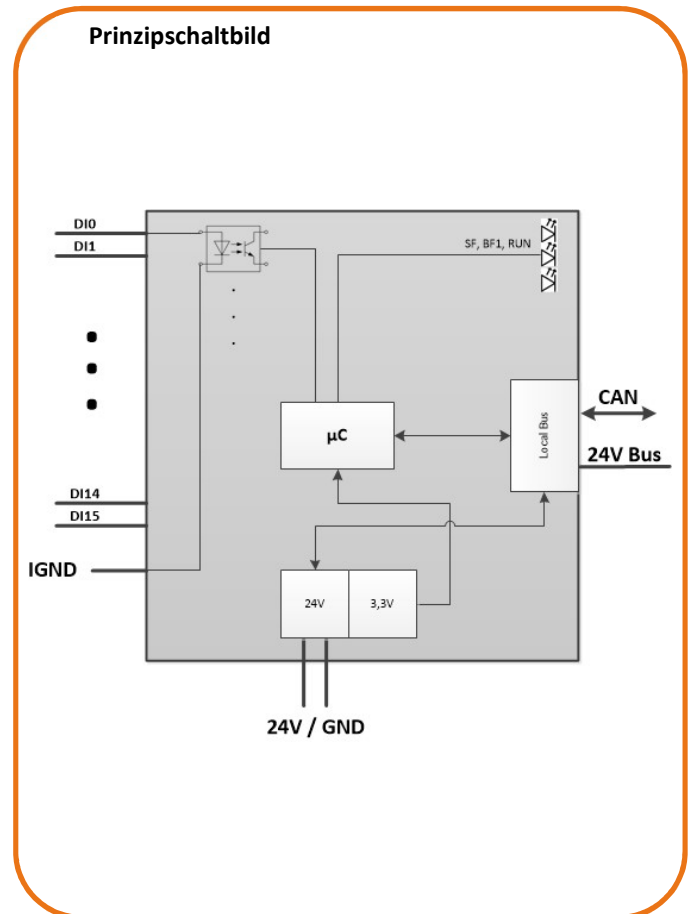 Prinzipschaltbild
DI0
DI1
SF, BF1, RUN
µC
Local Bus
CAN
24V Bus
DI14
DI15
IGND
24V
3,3V
24V / GND